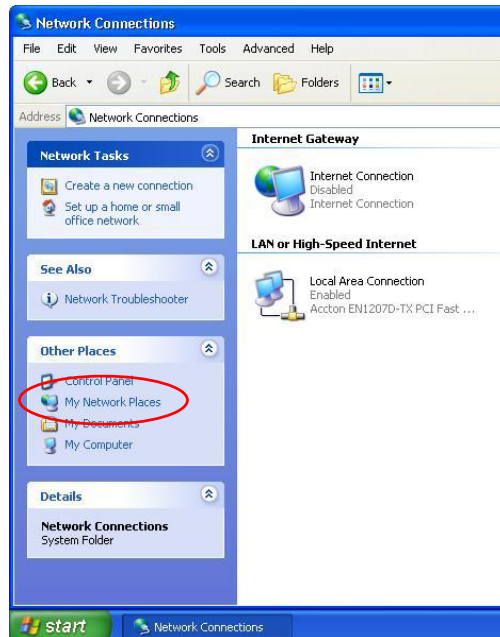 Network Connections
File Edit View Favorites Tools Advanced Help
Back Search Folders
Address Network Connections
Network Tasks
Create a new connection
Set up a home or small
office network
See Also
Network Troubleshooter
Other Places
Control Panel
My Network Places
My Documents
My Computer
Details
Network Connections
System Folder
Internet Gateway
Internet Connection
Disabled
Internet Connection
LAN or High-Speed Internet
Local Area Connection
Enabled
Accton EN1207D-TX PCI Fast ...
start Network Connections